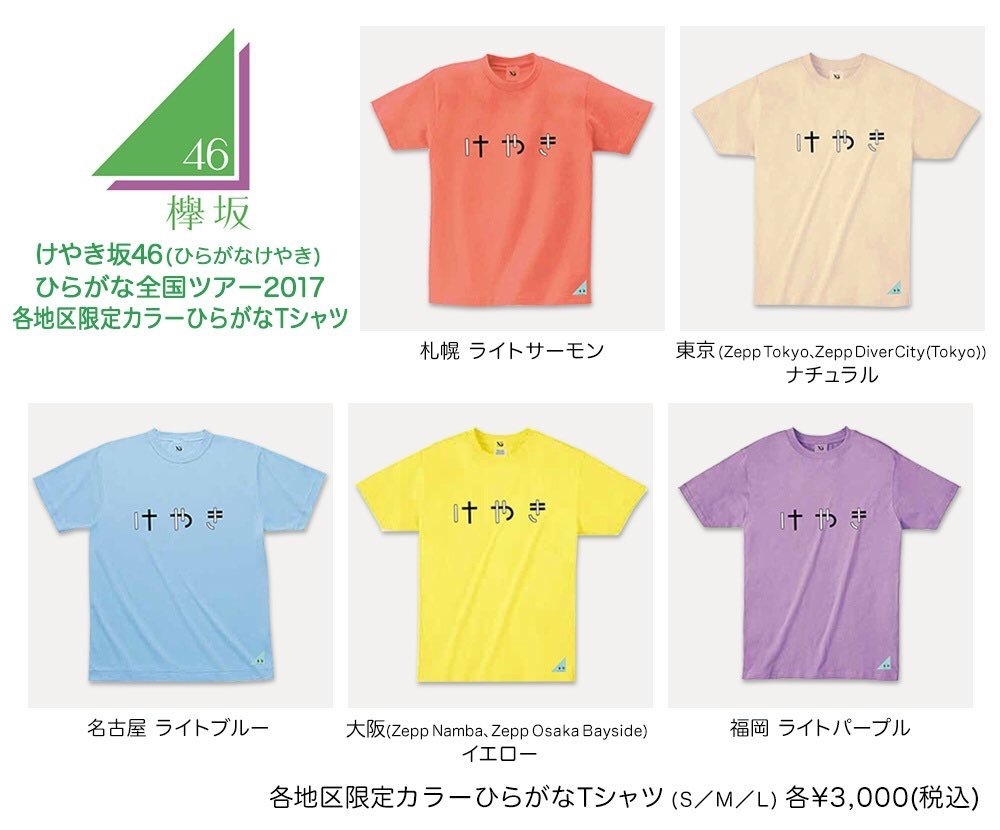 46
欅坂
けやき坂46(ひらがなけやき)
ひらがな全国ツアー2017
各地区限定カラーひらがなTシャツ
けやき
けやき
札幌 ライトサーモン
東京(Zepp Tokyo、Zepp DiverCity(Tokyo))
ナチュラル
けやき
けやき
けやき
名古屋 ライトブルー
大阪(Zepp Namba、Zepp Osaka Bayside)
イエロー
福岡 ライトパープル
各地区限定カラーひらがなTシャツ (S/M/L) 各¥3,000(税込)